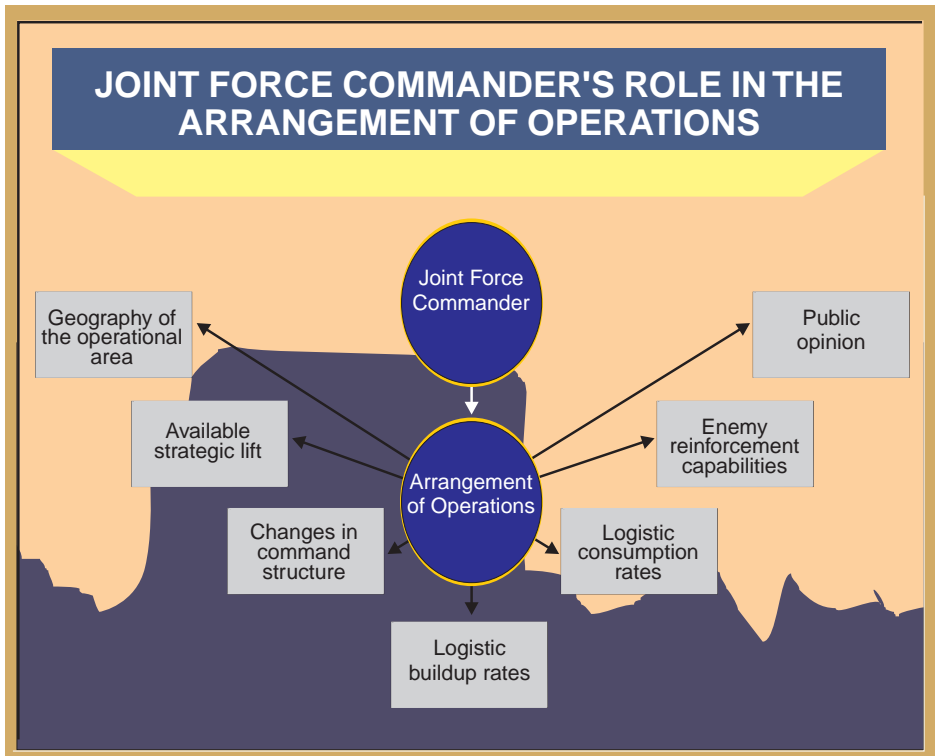 JOINT FORCE COMMANDER'S ROLE IN THE
ARRANGEMENT OF OPERATIONS
Joint Force
Commander
Geography of
the operational
area
Public
opinion
Available
strategic lift
Enemy
reinforcement
capabilities
Arrangement
of Operations
Changes in
command
structure
Logistic
consumption
rates
Logistic
buildup rates